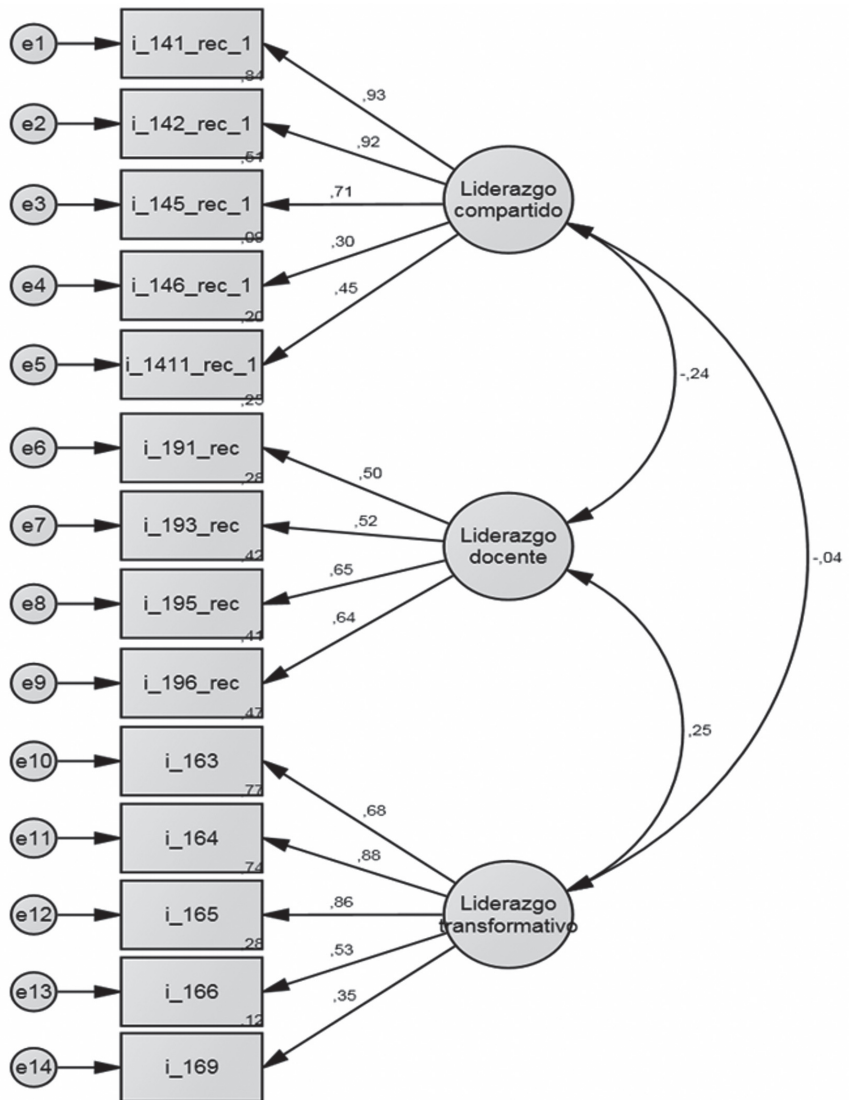 e1
i_141_rec_1
,84
,93
e2
i_142_rec_1
,51
,92
e3
i_145_rec_1
,09
,71
e4
i_146_rec_1
,20
,30
e5
i_1411_rec_1
,25
,45
Liderazgo
compartido
-,24
e6
i_191_rec
,28
,50
e7
i_193_rec
,42
,52
e8
i_195_rec
,41
,65
e9
i_196_rec
,47
,64
Liderazgo
docente
-,04
,25
e10
i_163
,77
,68
e11
i_164
,74
,88
e12
i_165
,28
,86
e13
i_166
,12
,53
e14
i_169
,35
Liderazgo
transformativo